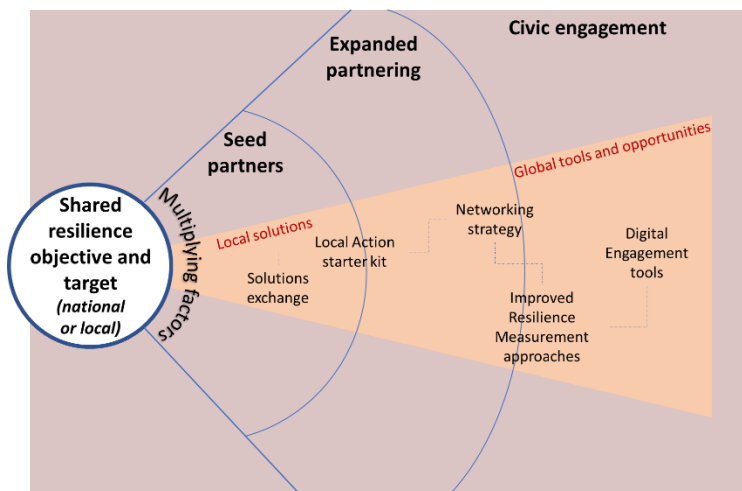 Civic engagement
Expanded
partnering
Seed
partners
Shared
resilience
objective and
target
(national
or local)
Multiplying factors
Local solutions
Global tools and opportunities
Solutions
exchange
Local Action
starter kit
Networking
strategy
Improved
Resilience
Measurement
approaches
Digital
Engagement
tools